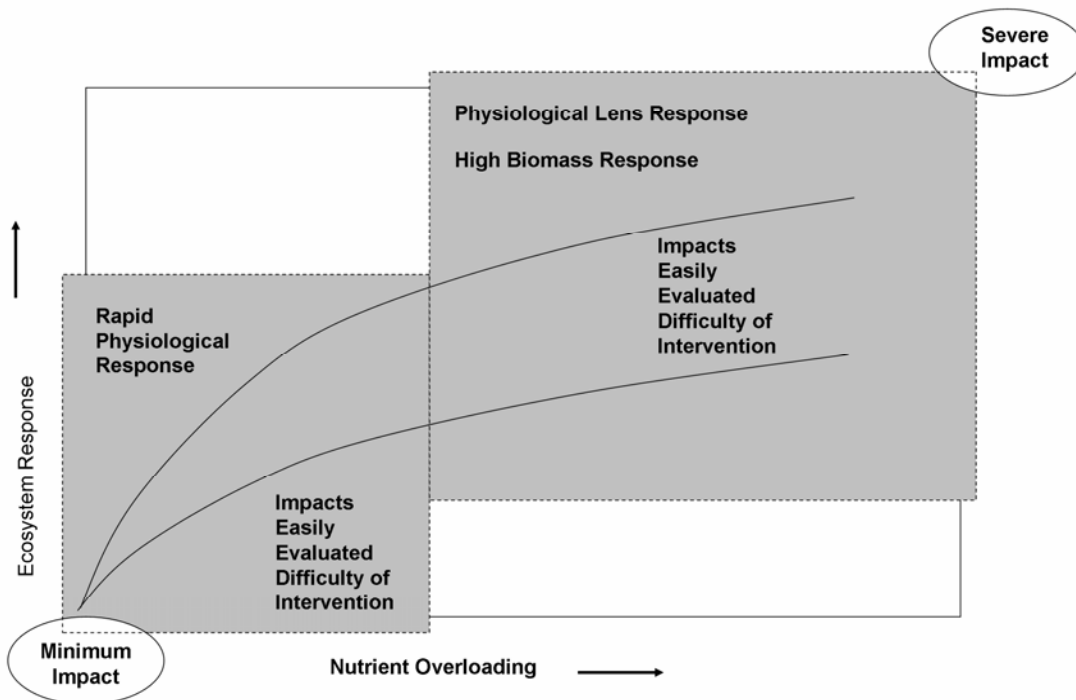 Severe
Impact
Physiological Lens Response
High Biomass Response
Impacts
Easily
Evaluated
Difficulty of
Intervention
Rapid
Physiological
Response
Impacts
Easily
Evaluated
Difficulty of
Intervention
Ecosystem Response
Minimum
Impact
Nutrient Overloading